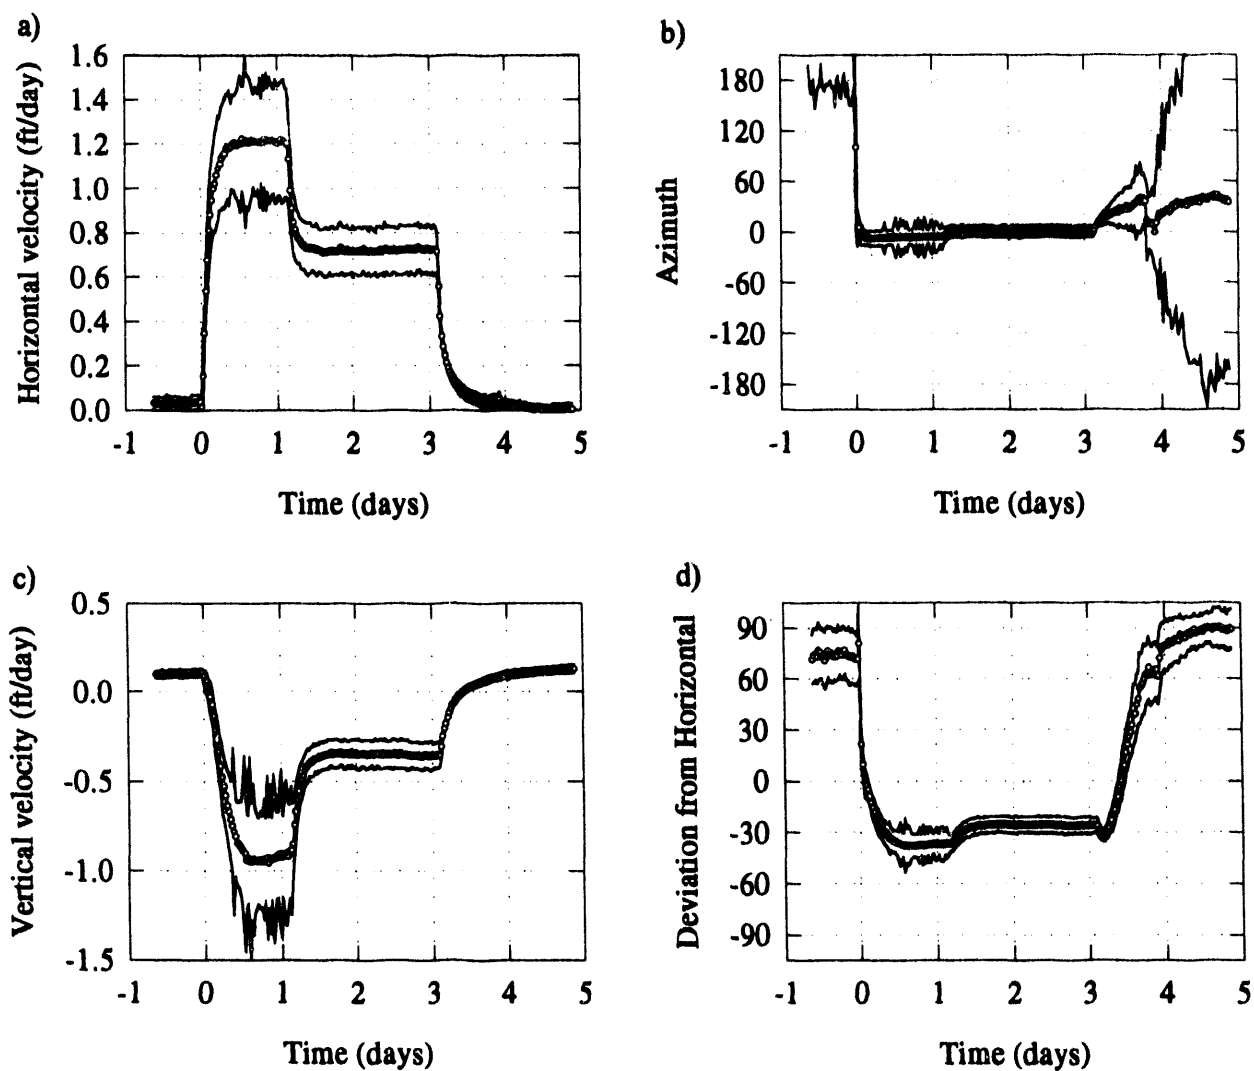 a)
Horizontal velocity (ft/day)
1.6
1.4
1.2
1.0
0.8
0.6
0.4
0.2
0.0
-1 0 1 2 3 4 5
Time (days)
b)
Azimuth
180
120
60
0
-60
-120
-180
-1 0 1 2 3 4 5
Time (days)
c)
Vertical velocity (ft/day)
0.5
0.0
-0.5
-1.0
-1.5
-1 0 1 2 3 4 5
Time (days)
d)
Deviation from Horizontal
90
60
30
0
-30
-60
-90
-1 0 1 2 3 4 5
Time (days)